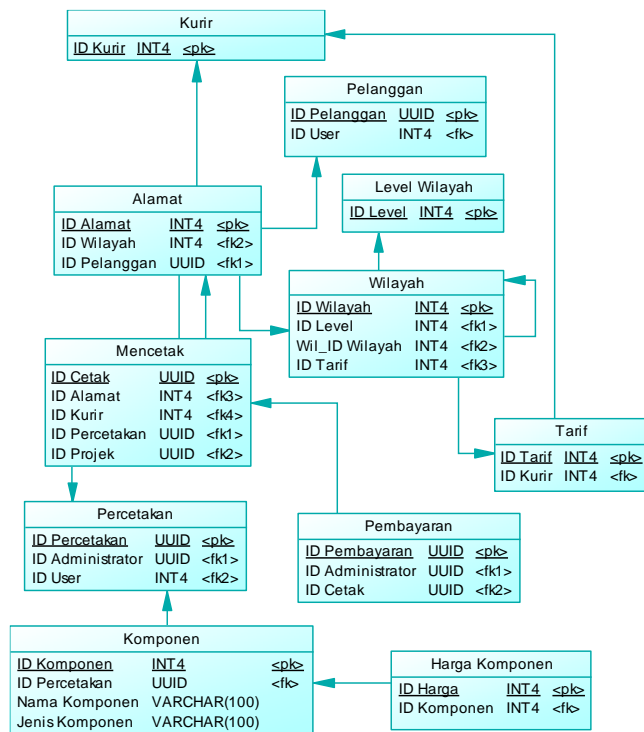 Kurir
ID Kurir INT4 <pk>
Pelanggan
ID Pelanggan UUID <pk>
ID User INT4 <fk>
Alamat
ID Alamat INT4 <pk>
ID Wilayah INT4 <fk2>
ID Pelanggan UUID <fk1>
Level Wilayah
ID Level INT4 <pk>
Wilayah
ID Wilayah INT4 <pk>
ID Level INT4 <fk1>
Wil_ID Wilayah INT4 <fk2>
ID Tarif INT4 <fk3>
Mencetak
ID Cetak UUID <pk>
ID Alamat INT4 <fk3>
ID Kurir INT4 <fk4>
ID Percetakan UUID <fk1>
ID Projek UUID <fk2>
Tarif
ID Tarif INT4 <pk>
ID Kurir INT4 <fk>
Percetakan
ID Percetakan UUID <pk>
ID Administrator UUID <fk1>
ID User INT4 <fk2>
Pembayaran
ID Pembayaran UUID <pk>
ID Administrator UUID <fk1>
ID Cetak UUID <fk2>
Komponen
ID Komponen INT4 <pk>
ID Percetakan UUID <fk>
Nama Komponen VARCHAR(100)
Jenis Komponen VARCHAR(100)
Harga Komponen
ID Harga INT4 <pk>
ID Komponen INT4 <fk>